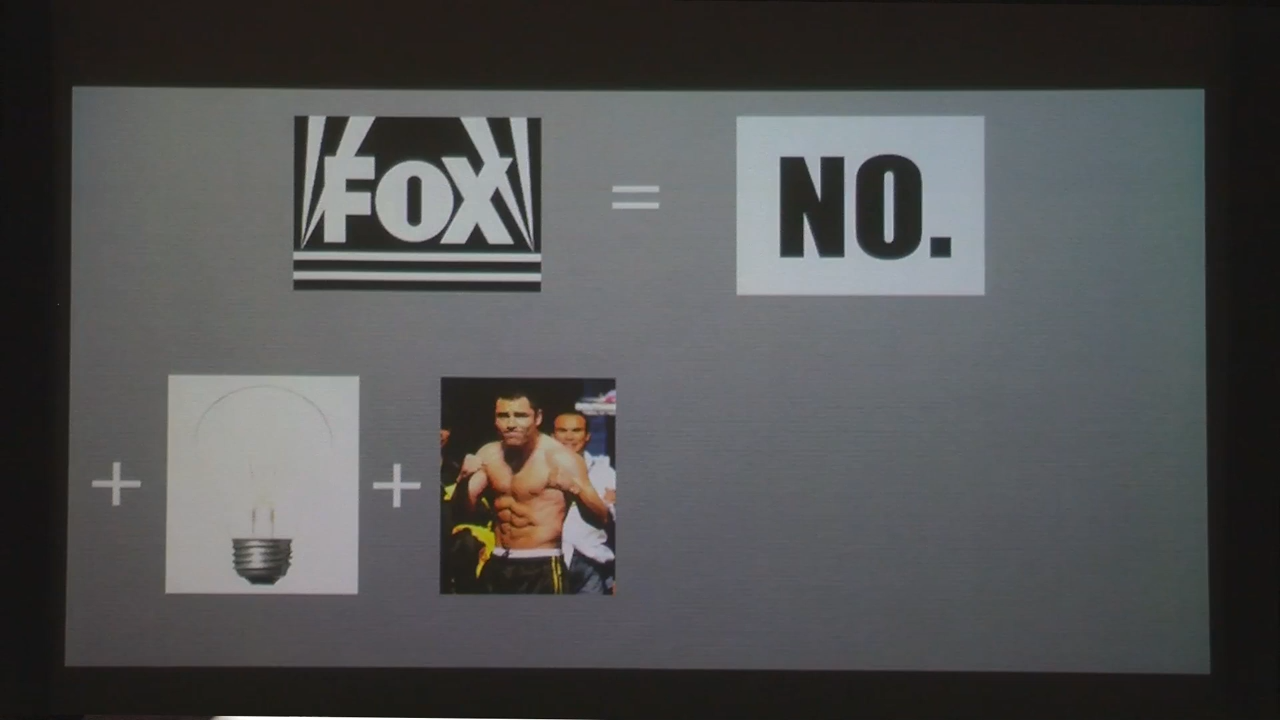 FOX = NO.
+ +